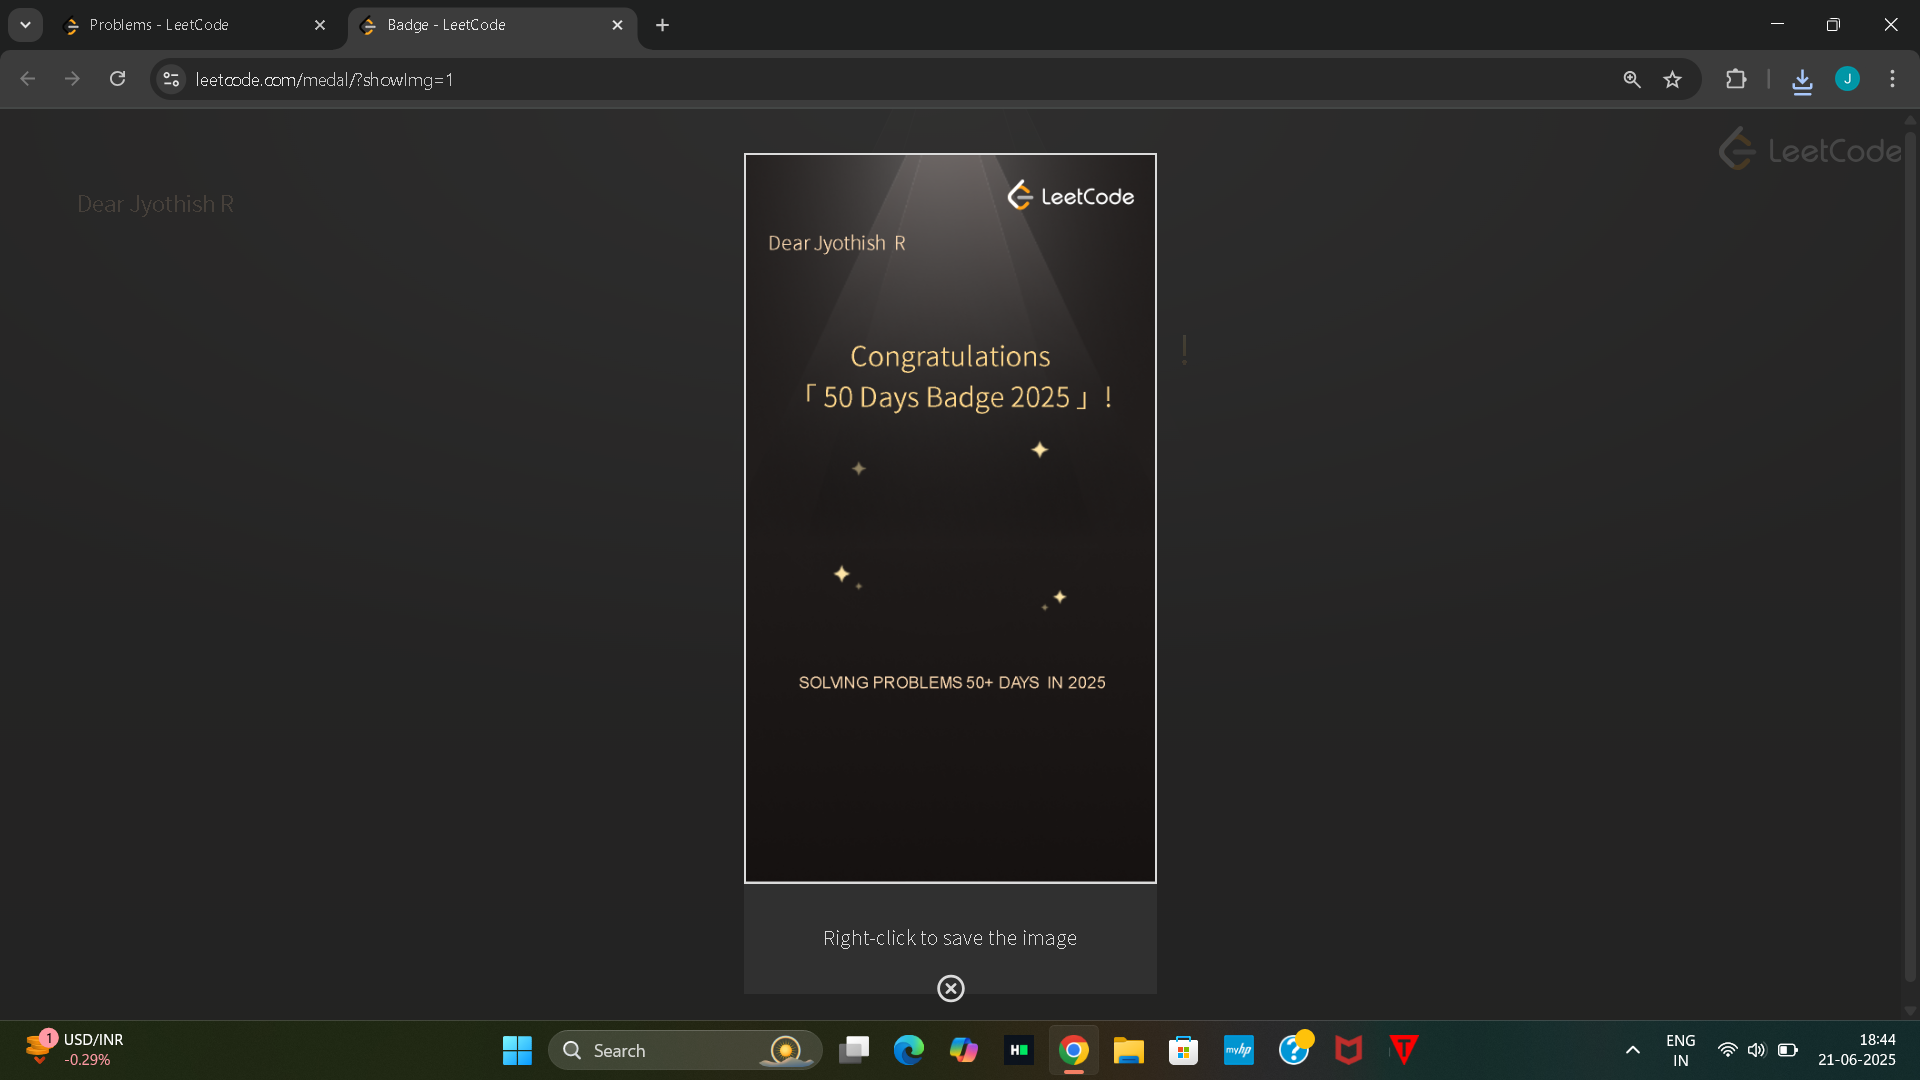 Problems - LeetCode
Badge - LeetCode
leetcode.com/medal/?showImg=1
J
LeetCode
Dear Jyothish R
LeetCode
Dear Jyothish R
Congratulations
「 50 Days Badge 2025 」 !
!
SOLVING PROBLEMS 50+ DAYS IN 2025
Right-click to save the image
1
USD/INR
-0.29%
Search
H
myhp
?
T
ENG
IN
18:44
21-06-2025